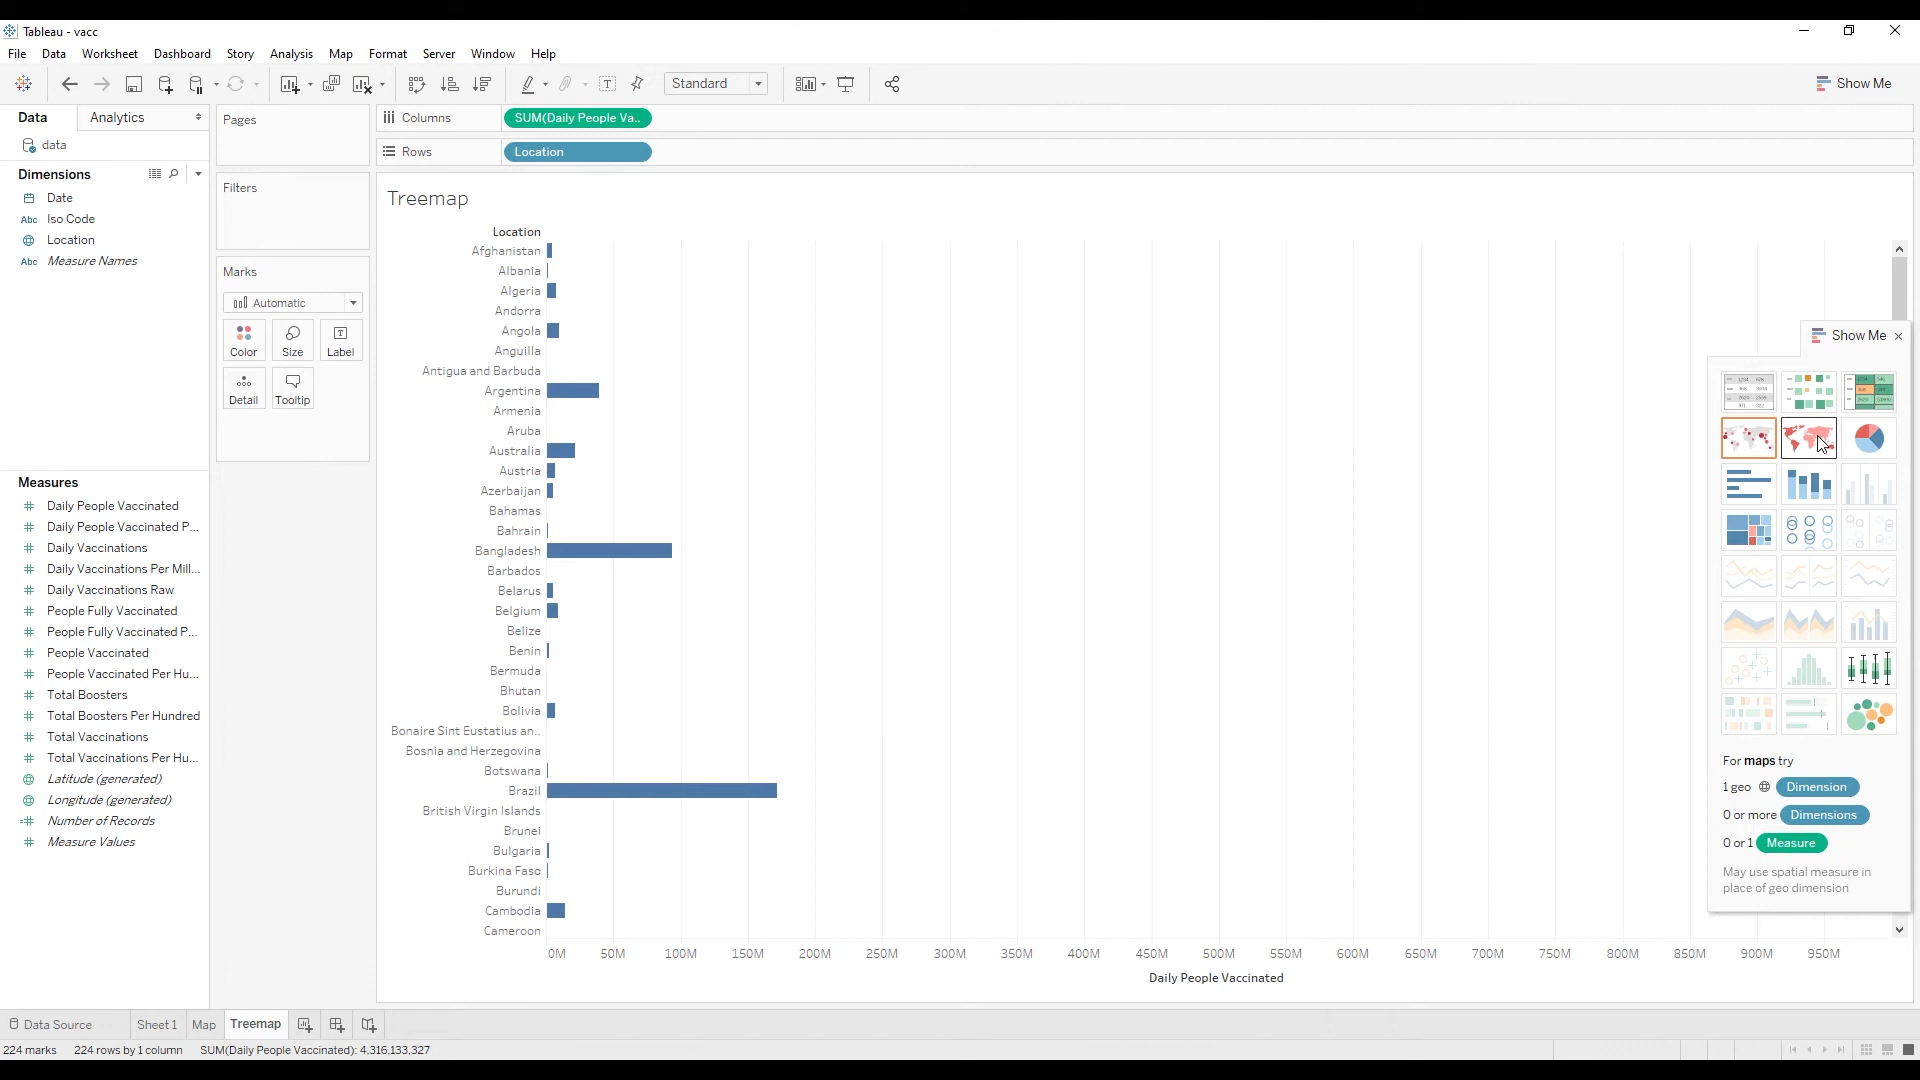 Tableau - vacc
File Data Worksheet Dashboard Story Analysis Map Format Server Window Help
Standard
Show Me
Data Analytics
data
Dimensions
Date
Abc Iso Code
Location
Abc Measure Names
Measures
Daily People Vaccinated
Daily People Vaccinated P...
Daily Vaccinations
Daily Vaccinations Per Mill...
Daily Vaccinations Raw
People Fully Vaccinated
People Fully Vaccinated P...
People Vaccinated
People Vaccinated Per Hu...
Total Boosters
Total Boosters Per Hundred
Total Vaccinations
Total Vaccinations Per Hu...
Latitude (generated)
Longitude (generated)
Number of Records
Measure Values
Pages
Filters
Marks
Automatic
Color Size Label
Detail Tooltip
Columns SUM(Daily People Va..
Rows Location
Treemap
Location
Afghanistan
Albania
Algeria
Andorra
Angola
Anguilla
Antigua and Barbuda
Argentina
Armenia
Aruba
Australia
Austria
Azerbaijan
Bahamas
Bahrain
Bangladesh
Barbados
Belarus
Belgium
Belize
Benin
Bermuda
Bhutan
Bolivia
Bonaire Sint Eustatius an..
Bosnia and Herzegovina
Botswana
Brazil
British Virgin Islands
Brunei
Bulgaria
Burkina Faso
Burundi
Cambodia
Cameroon
0M 50M 100M 150M 200M 250M 300M 350M 400M 450M 500M 550M 600M 650M 700M 750M 800M 850M 900M 950M
Daily People Vaccinated
Show Me
For maps try
1 geo Dimension
0 or more Dimensions
0 or 1 Measure
May use spatial measure in
place of geo dimension
Data Source Sheet 1 Map Treemap
224 marks 224 rows by 1 column SUM(Daily People Vaccinated): 4,316,133,327